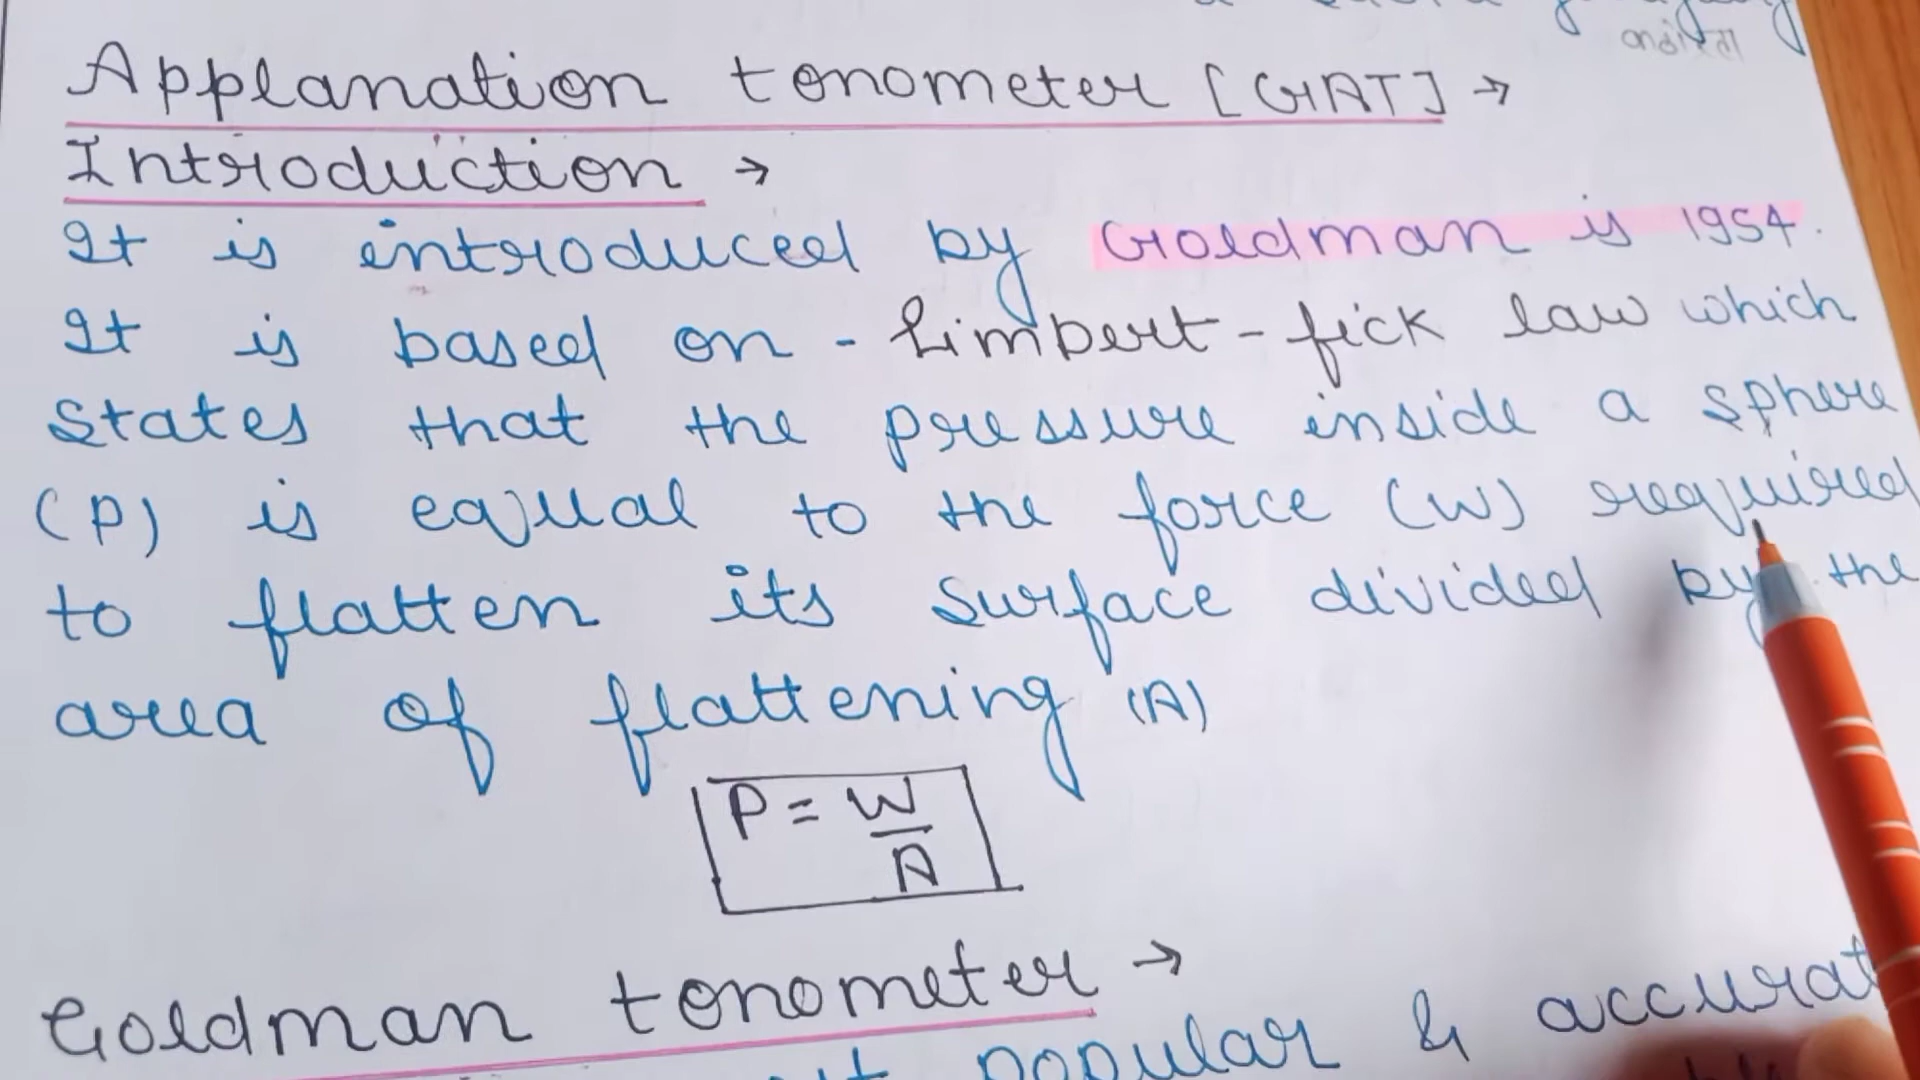 Applanation tonometer [GAT] →
Introduction →
It is introduced by Goldman is 1954.
It is based on - Limbert - fick law which
states that the pressure inside a sphere
(P) is equal to the force (W) required
to flatten its surface divided by the
area of flattening (A)
P = W
A
Goldman tonometer →
popular & accurat